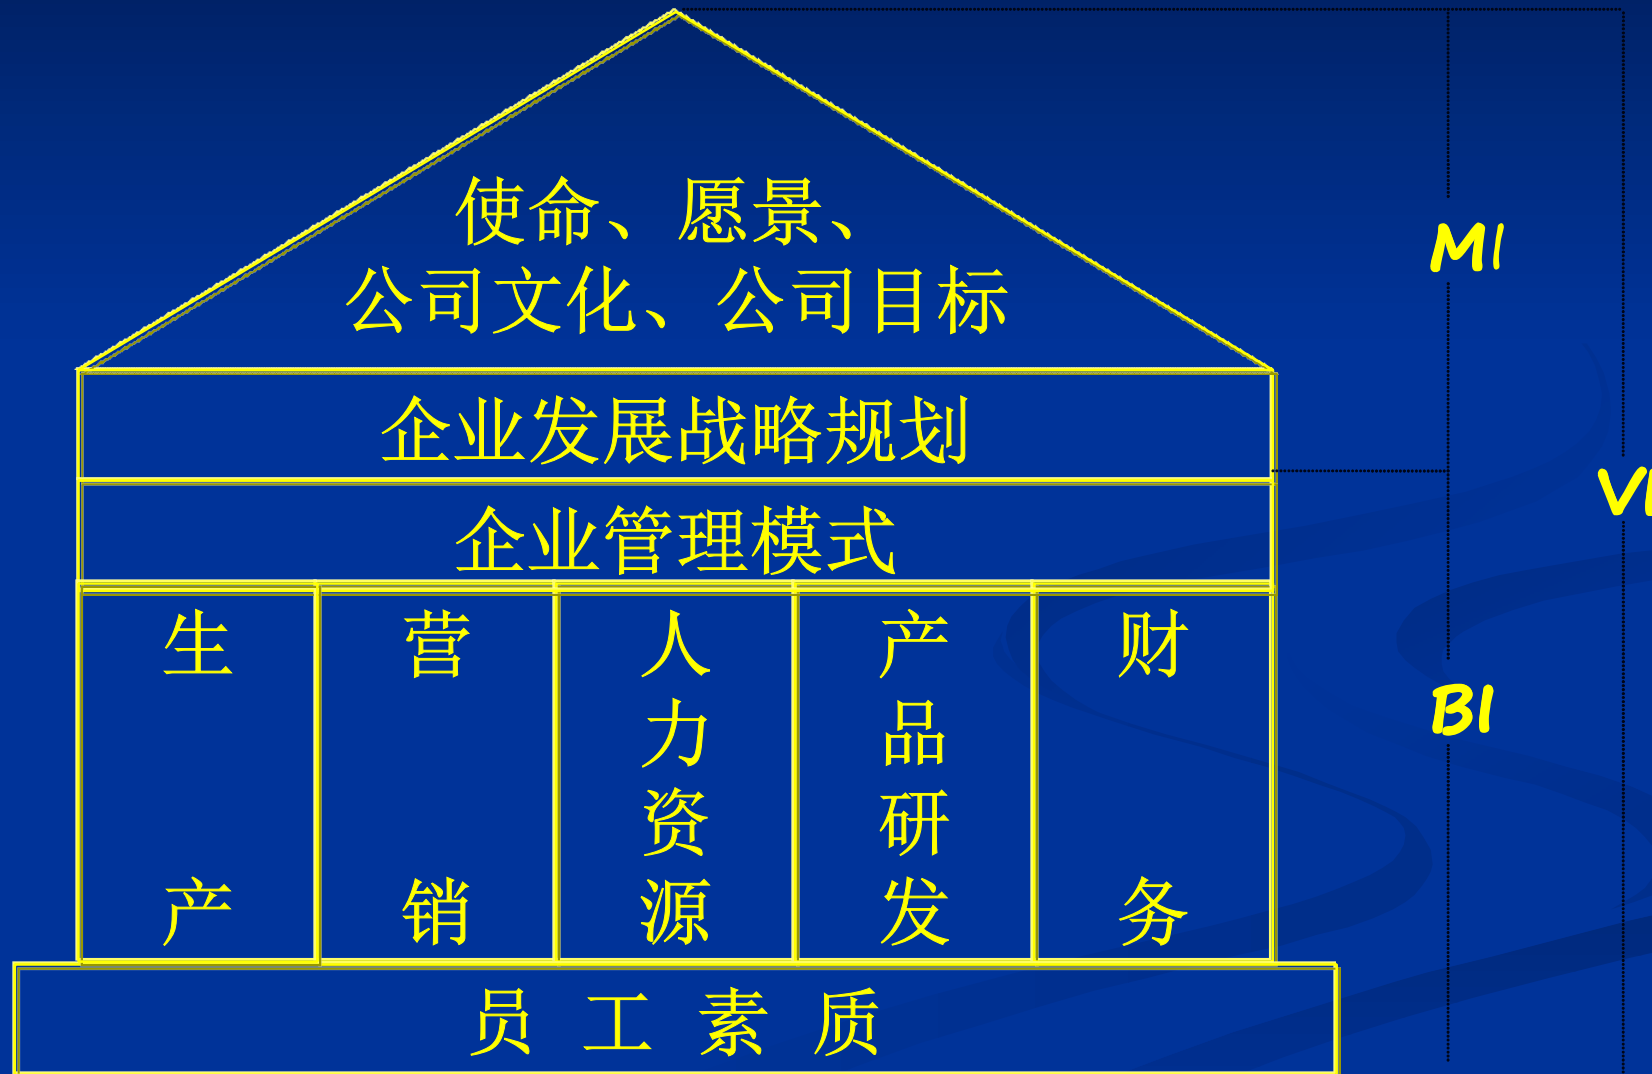 使命、愿景、
公司文化、公司目标
企业发展战略规划
企业管理模式
生产
营销
人力资源
产品研发
财务
员工素质
MI
VI
BI